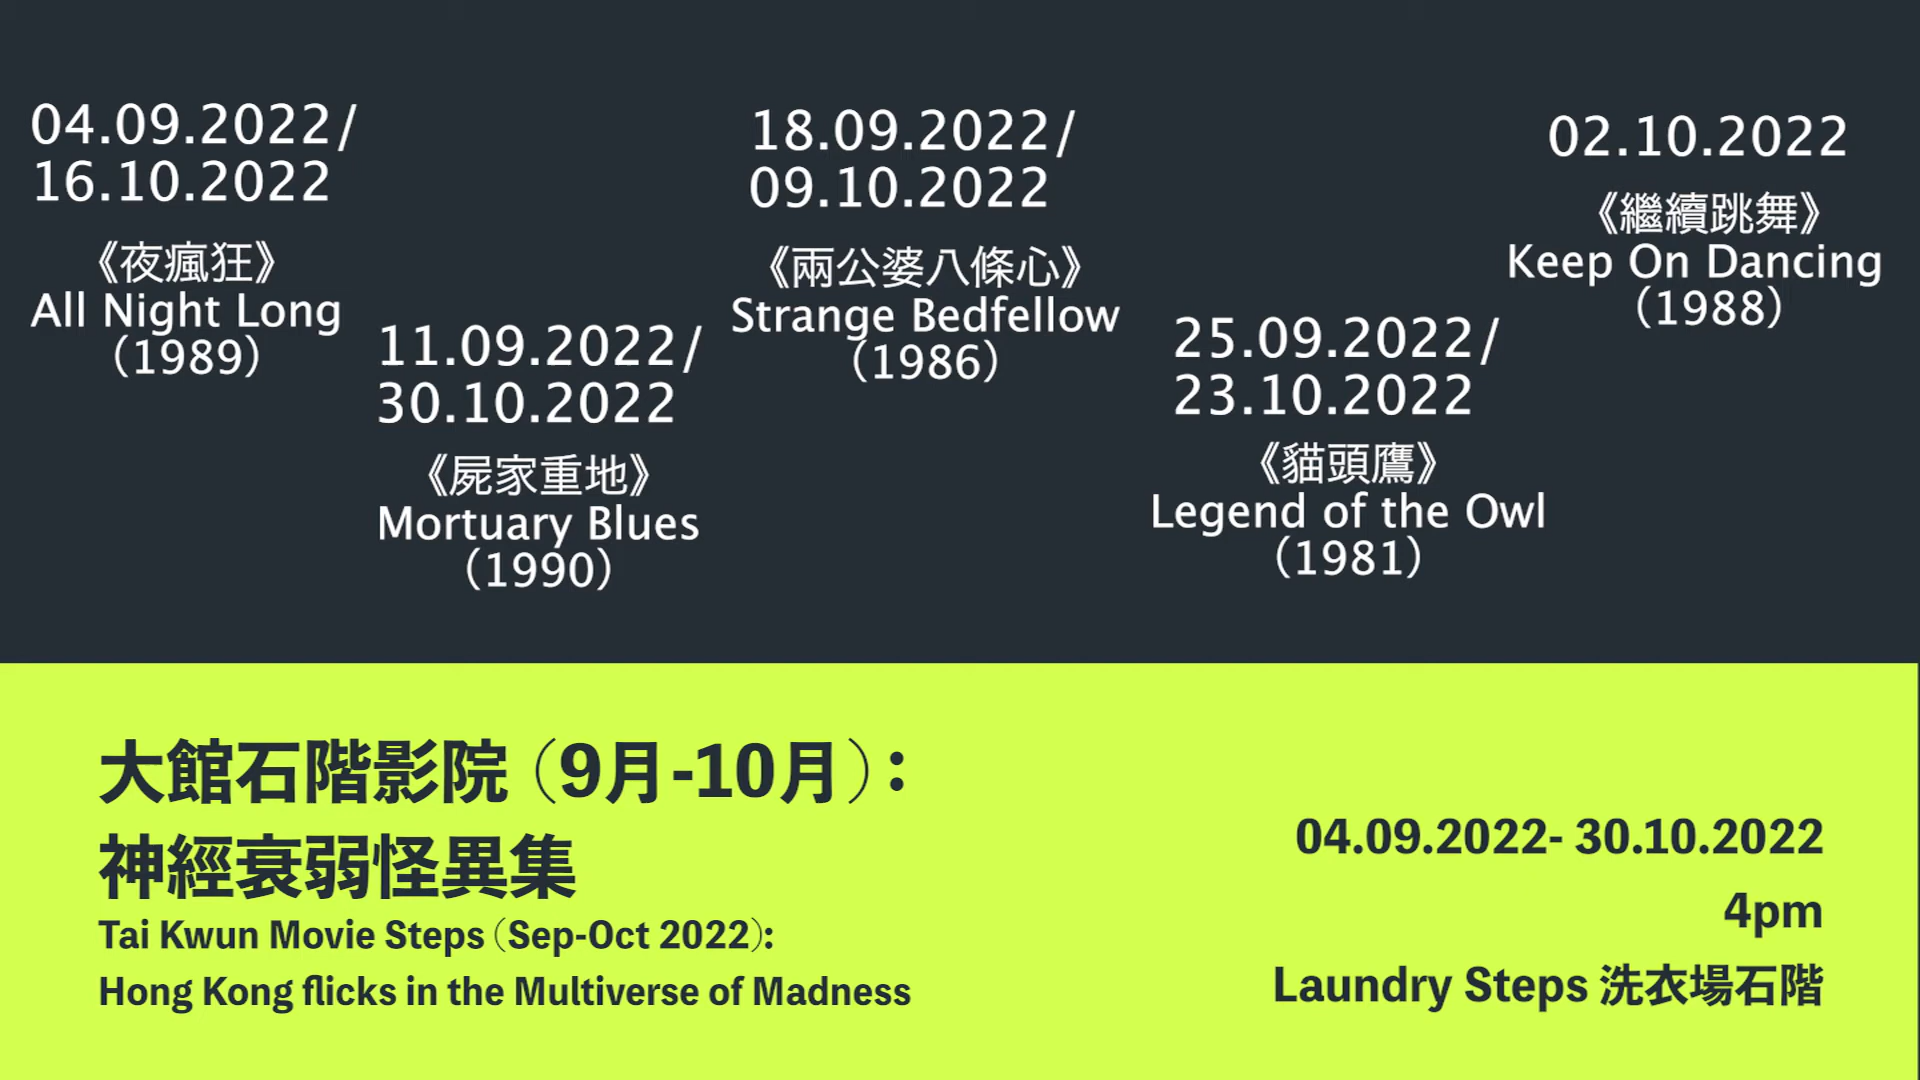 04.09.2022/
16.10.2022
《夜瘋狂》
All Night Long
（1989）
11.09.2022/
30.10.2022
《屍家重地》
Mortuary Blues
（1990）
18.09.2022/
09.10.2022
《兩公婆八條心》
Strange Bedfellow
（1986）
25.09.2022/
23.10.2022
《貓頭鷹》
Legend of the Owl
（1981）
02.10.2022
《繼續跳舞》
Keep On Dancing
（1988）
大館石階影院（9月-10月）：
神經衰弱怪異集
Tai Kwun Movie Steps（Sep-Oct 2022）:
Hong Kong flicks in the Multiverse of Madness
04.09.2022- 30.10.2022
4pm
Laundry Steps 洗衣場石階